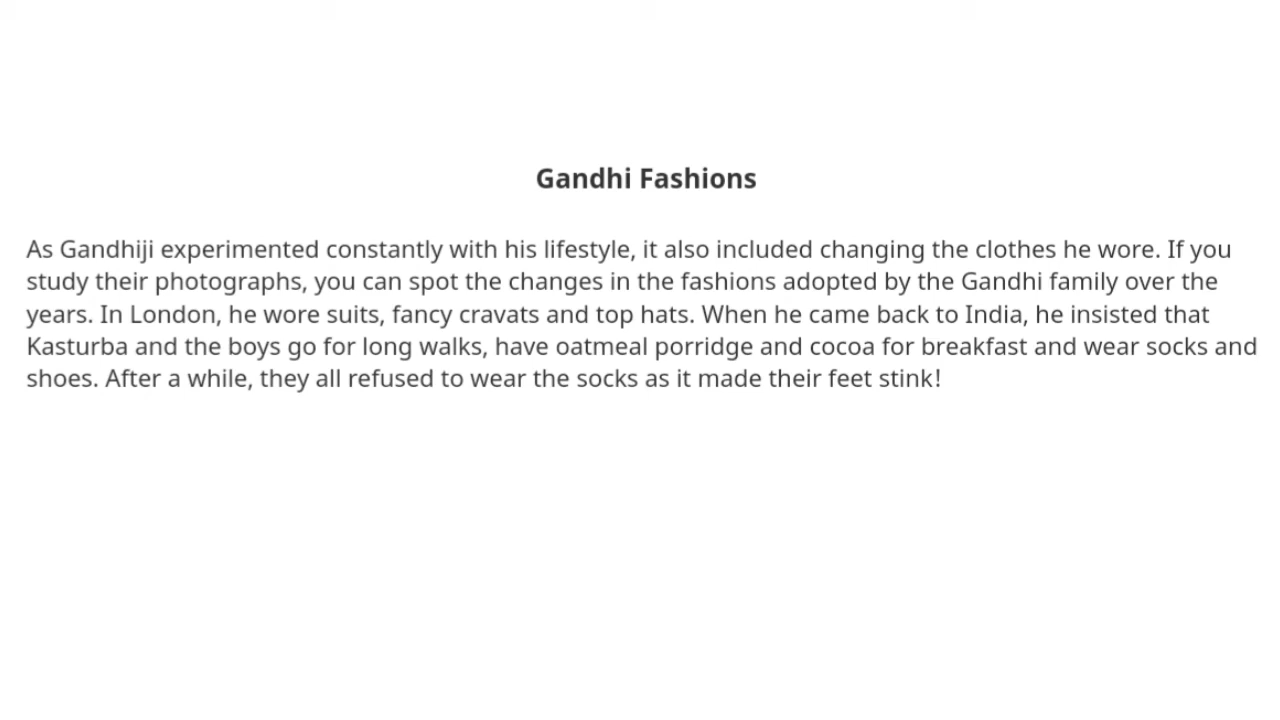 Gandhi Fashions
As Gandhiji experimented constantly with his lifestyle, it also included changing the clothes he wore. If you
study their photographs, you can spot the changes in the fashions adopted by the Gandhi family over the
years. In London, he wore suits, fancy cravats and top hats. When he came back to India, he insisted that
Kasturba and the boys go for long walks, have oatmeal porridge and cocoa for breakfast and wear socks and
shoes. After a while, they all refused to wear the socks as it made their feet stink!